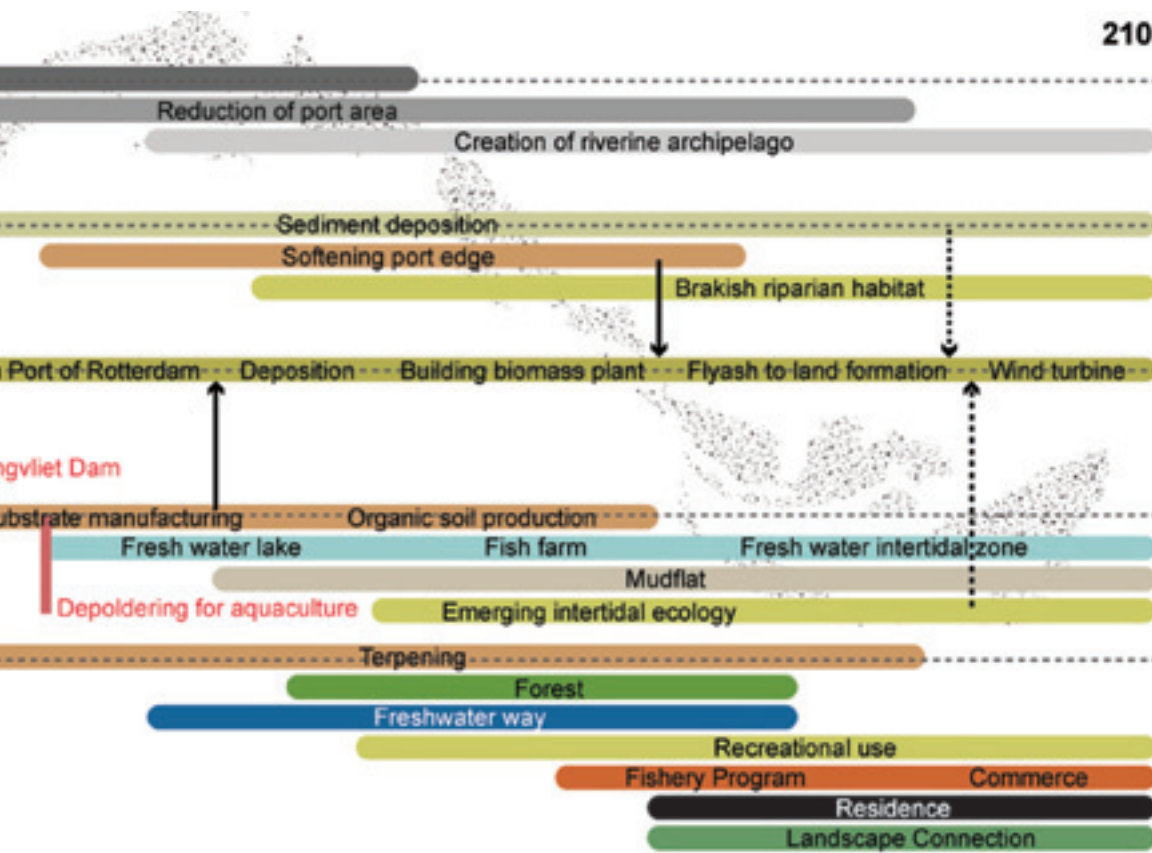 210
Reduction of port area
Creation of riverine archipelago
Sediment deposition
Softening port edge
Brakish riparian habitat
Port of Rotterdam Deposition Building biomass plant Flyash to land formation Wind turbine
ngvliet Dam
ubstrate manufacturing Organic soil production
Fresh water lake Fish farm Fresh water intertidal zone
Mudflat
Depoldering for aquaculture Emerging intertidal ecology
Terpening
Forest
Freshwater way
Recreational use
Fishery Program Commerce
Residence
Landscape Connection